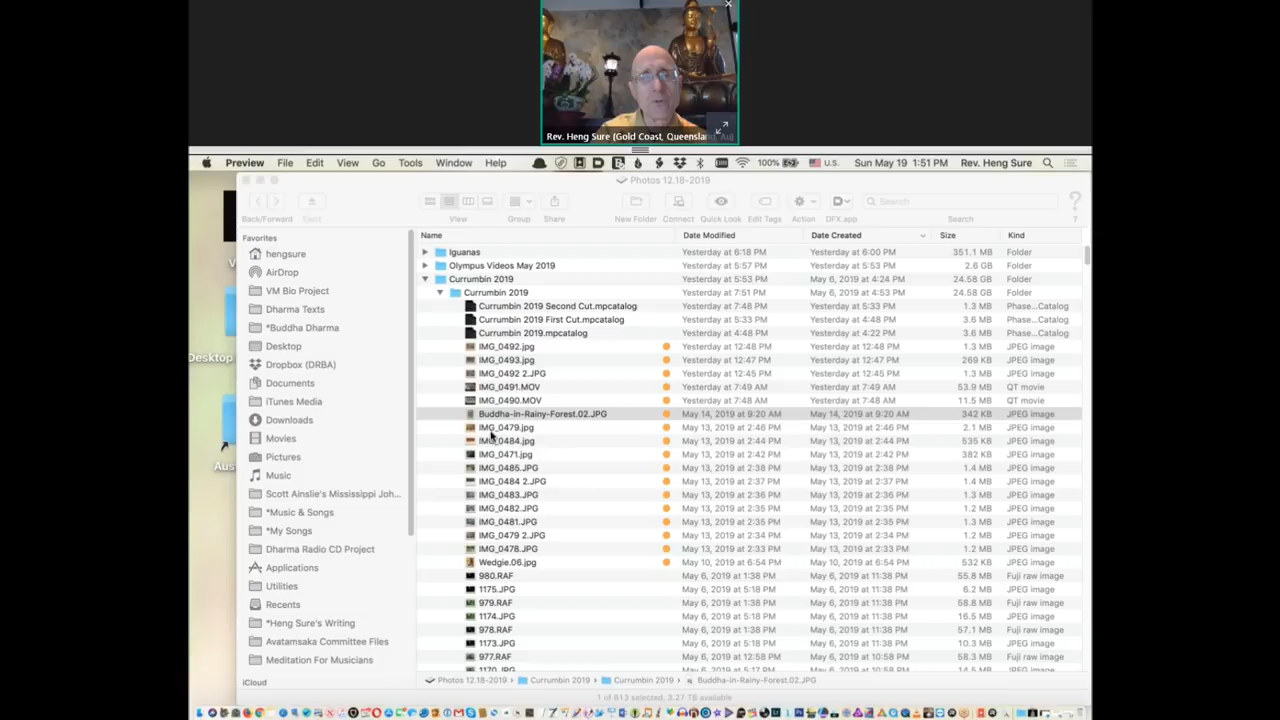 Rev. Heng Sure (Gold Coast, Queensland, Au)
Preview File Edit View Go Tools Window Help 100% U.S. Sun May 19 1:51 PM Rev. Heng Sure
Photos 12.18-2019
Search
Back/Forward Eject View Group Share New Folder Connect Quick Look Edit Tags Action DFX.app Search ?
Favorites
hengsure
AirDrop
VM Bio Project
Dharma Texts
*Buddha Dharma
Desktop
Dropbox (DRBA)
Documents
iTunes Media
Downloads
Movies
Pictures
Music
Scott Ainslie's Mississippi Joh...
*Music & Songs
*My Songs
Dharma Radio CD Project
Applications
Utilities
Recents
*Heng Sure's Writing
Avatamsaka Committee Files
Meditation For Musicians
iCloud
Desktop
Name Date Modified Date Created Size Kind
Iguanas Yesterday at 6:18 PM Yesterday at 6:00 PM 351.1 MB Folder
Olympus Videos May 2019 Yesterday at 5:57 PM Yesterday at 5:53 PM 2.6 GB Folder
Currumbin 2019 Yesterday at 5:53 PM May 6, 2019 at 4:24 PM 24.58 GB Folder
Currumbin 2019 Yesterday at 7:51 PM May 6, 2019 at 4:53 PM 24.58 GB Folder
Currumbin 2019 Second Cut.mpcatalog Yesterday at 7:48 PM Yesterday at 5:33 PM 1.3 MB Phase...Catalog
Currumbin 2019 First Cut.mpcatalog Yesterday at 5:33 PM Yesterday at 4:48 PM 3.6 MB Phase...Catalog
Currumbin 2019.mpcatalog Yesterday at 4:48 PM Yesterday at 4:22 PM 3.6 MB Phase...Catalog
IMG_0492.jpg Yesterday at 12:48 PM Yesterday at 12:48 PM 1.3 MB JPEG image
IMG_0493.jpg Yesterday at 12:47 PM Yesterday at 12:47 PM 269 KB JPEG image
IMG_0492 2.JPG Yesterday at 12:45 PM Yesterday at 12:45 PM 1.3 MB JPEG image
IMG_0491.MOV Yesterday at 7:49 AM Yesterday at 7:49 AM 53.9 MB QT movie
IMG_0490.MOV Yesterday at 7:48 AM Yesterday at 7:48 AM 11.5 MB QT movie
Buddha-in-Rainy-Forest.02.JPG May 14, 2019 at 9:20 AM May 14, 2019 at 9:20 AM 342 KB JPEG image
IMG_0479.jpg May 13, 2019 at 2:46 PM May 13, 2019 at 2:46 PM 2.1 MB JPEG image
IMG_0484.jpg May 13, 2019 at 2:44 PM May 13, 2019 at 2:44 PM 535 KB JPEG image
IMG_0471.jpg May 13, 2019 at 2:42 PM May 13, 2019 at 2:42 PM 382 KB JPEG image
IMG_0485.JPG May 13, 2019 at 2:38 PM May 13, 2019 at 2:38 PM 1.4 MB JPEG image
IMG_0484 2.JPG May 13, 2019 at 2:37 PM May 13, 2019 at 2:37 PM 1.4 MB JPEG image
IMG_0483.JPG May 13, 2019 at 2:36 PM May 13, 2019 at 2:36 PM 1.2 MB JPEG image
IMG_0482.JPG May 13, 2019 at 2:35 PM May 13, 2019 at 2:35 PM 1.2 MB JPEG image
IMG_0481.JPG May 13, 2019 at 2:35 PM May 13, 2019 at 2:35 PM 1.3 MB JPEG image
IMG_0479 2.JPG May 13, 2019 at 2:34 PM May 13, 2019 at 2:34 PM 1.2 MB JPEG image
IMG_0478.JPG May 13, 2019 at 2:33 PM May 13, 2019 at 2:33 PM 1.2 MB JPEG image
Wedgie.06.jpg May 10, 2019 at 6:54 PM May 10, 2019 at 6:54 PM 532 KB JPEG image
980.RAF May 6, 2019 at 1:38 PM May 6, 2019 at 11:38 PM 55.8 MB Fuji raw image
1175.JPG May 6, 2019 at 5:18 PM May 6, 2019 at 11:38 PM 6.2 MB JPEG image
979.RAF May 6, 2019 at 1:38 PM May 6, 2019 at 11:38 PM 58.8 MB Fuji raw image
1174.JPG May 6, 2019 at 5:18 PM May 6, 2019 at 11:38 PM 16.5 MB JPEG image
978.RAF May 6, 2019 at 1:38 PM May 6, 2019 at 11:38 PM 57.1 MB Fuji raw image
1173.JPG May 6, 2019 at 5:18 PM May 6, 2019 at 11:38 PM 10.3 MB JPEG image
977.RAF May 6, 2019 at 12:58 PM May 6, 2019 at 10:58 PM 58.3 MB Fuji raw image
Photos 12.18-2019 Currumbin 2019 Currumbin 2019 Buddha-in-Rainy-Forest.02.JPG
1 of 813 selected, 3.27 TB available